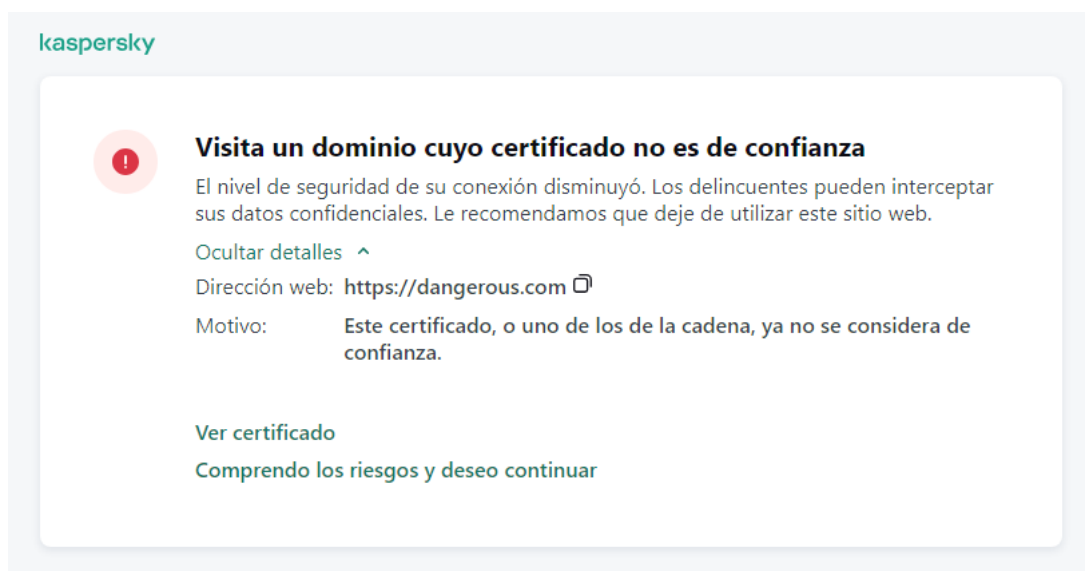 kaspersky
Visita un dominio cuyo certificado no es de confianza
El nivel de seguridad de su conexión disminuyó. Los delincuentes pueden interceptar
sus datos confidenciales. Le recomendamos que deje de utilizar este sitio web.
Ocultar detalles
Dirección web: https://dangerous.com
Motivo: Este certificado, o uno de los de la cadena, ya no se considera de
confianza.
Ver certificado
Comprendo los riesgos y deseo continuar